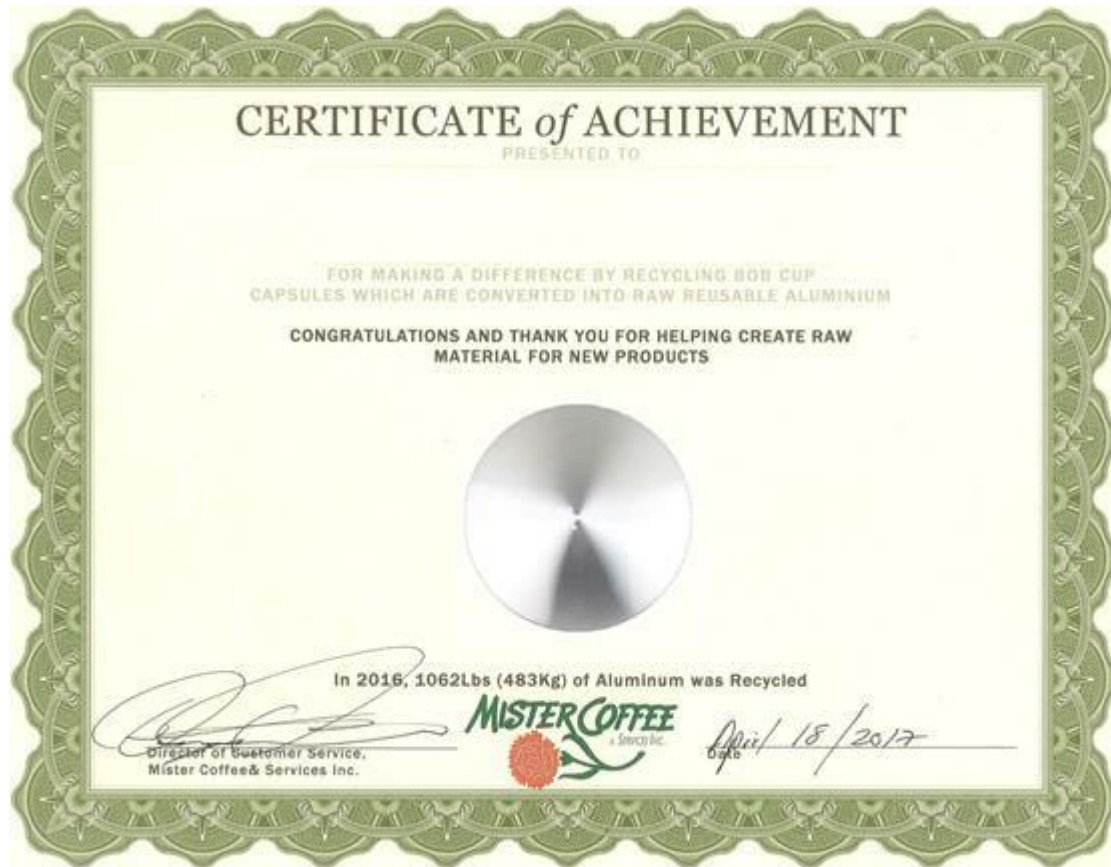 CERTIFICATE of ACHIEVEMENT
PRESENTED TO
FOR MAKING A DIFFERENCE BY RECYCLING BOB CUP
CAPSULES WHICH ARE CONVERTED INTO RAW REUSABLE ALUMINIUM
CONGRATULATIONS AND THANK YOU FOR HELPING CREATE RAW
MATERIAL FOR NEW PRODUCTS
In 2016, 1062Lbs (483Kg) of Aluminum was Recycled
MISTER COFFEE
& Services Inc.
Director of Customer Service,
Mister Coffee& Services Inc.
April 18/2017
Date